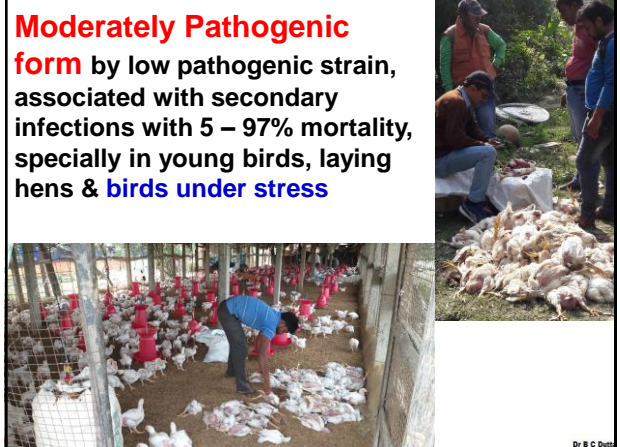 Moderately Pathogenic
form by low pathogenic strain,
associated with secondary
infections with 5 – 97% mortality,
specially in young birds, laying
hens & birds under stress
Dr B C Dutta